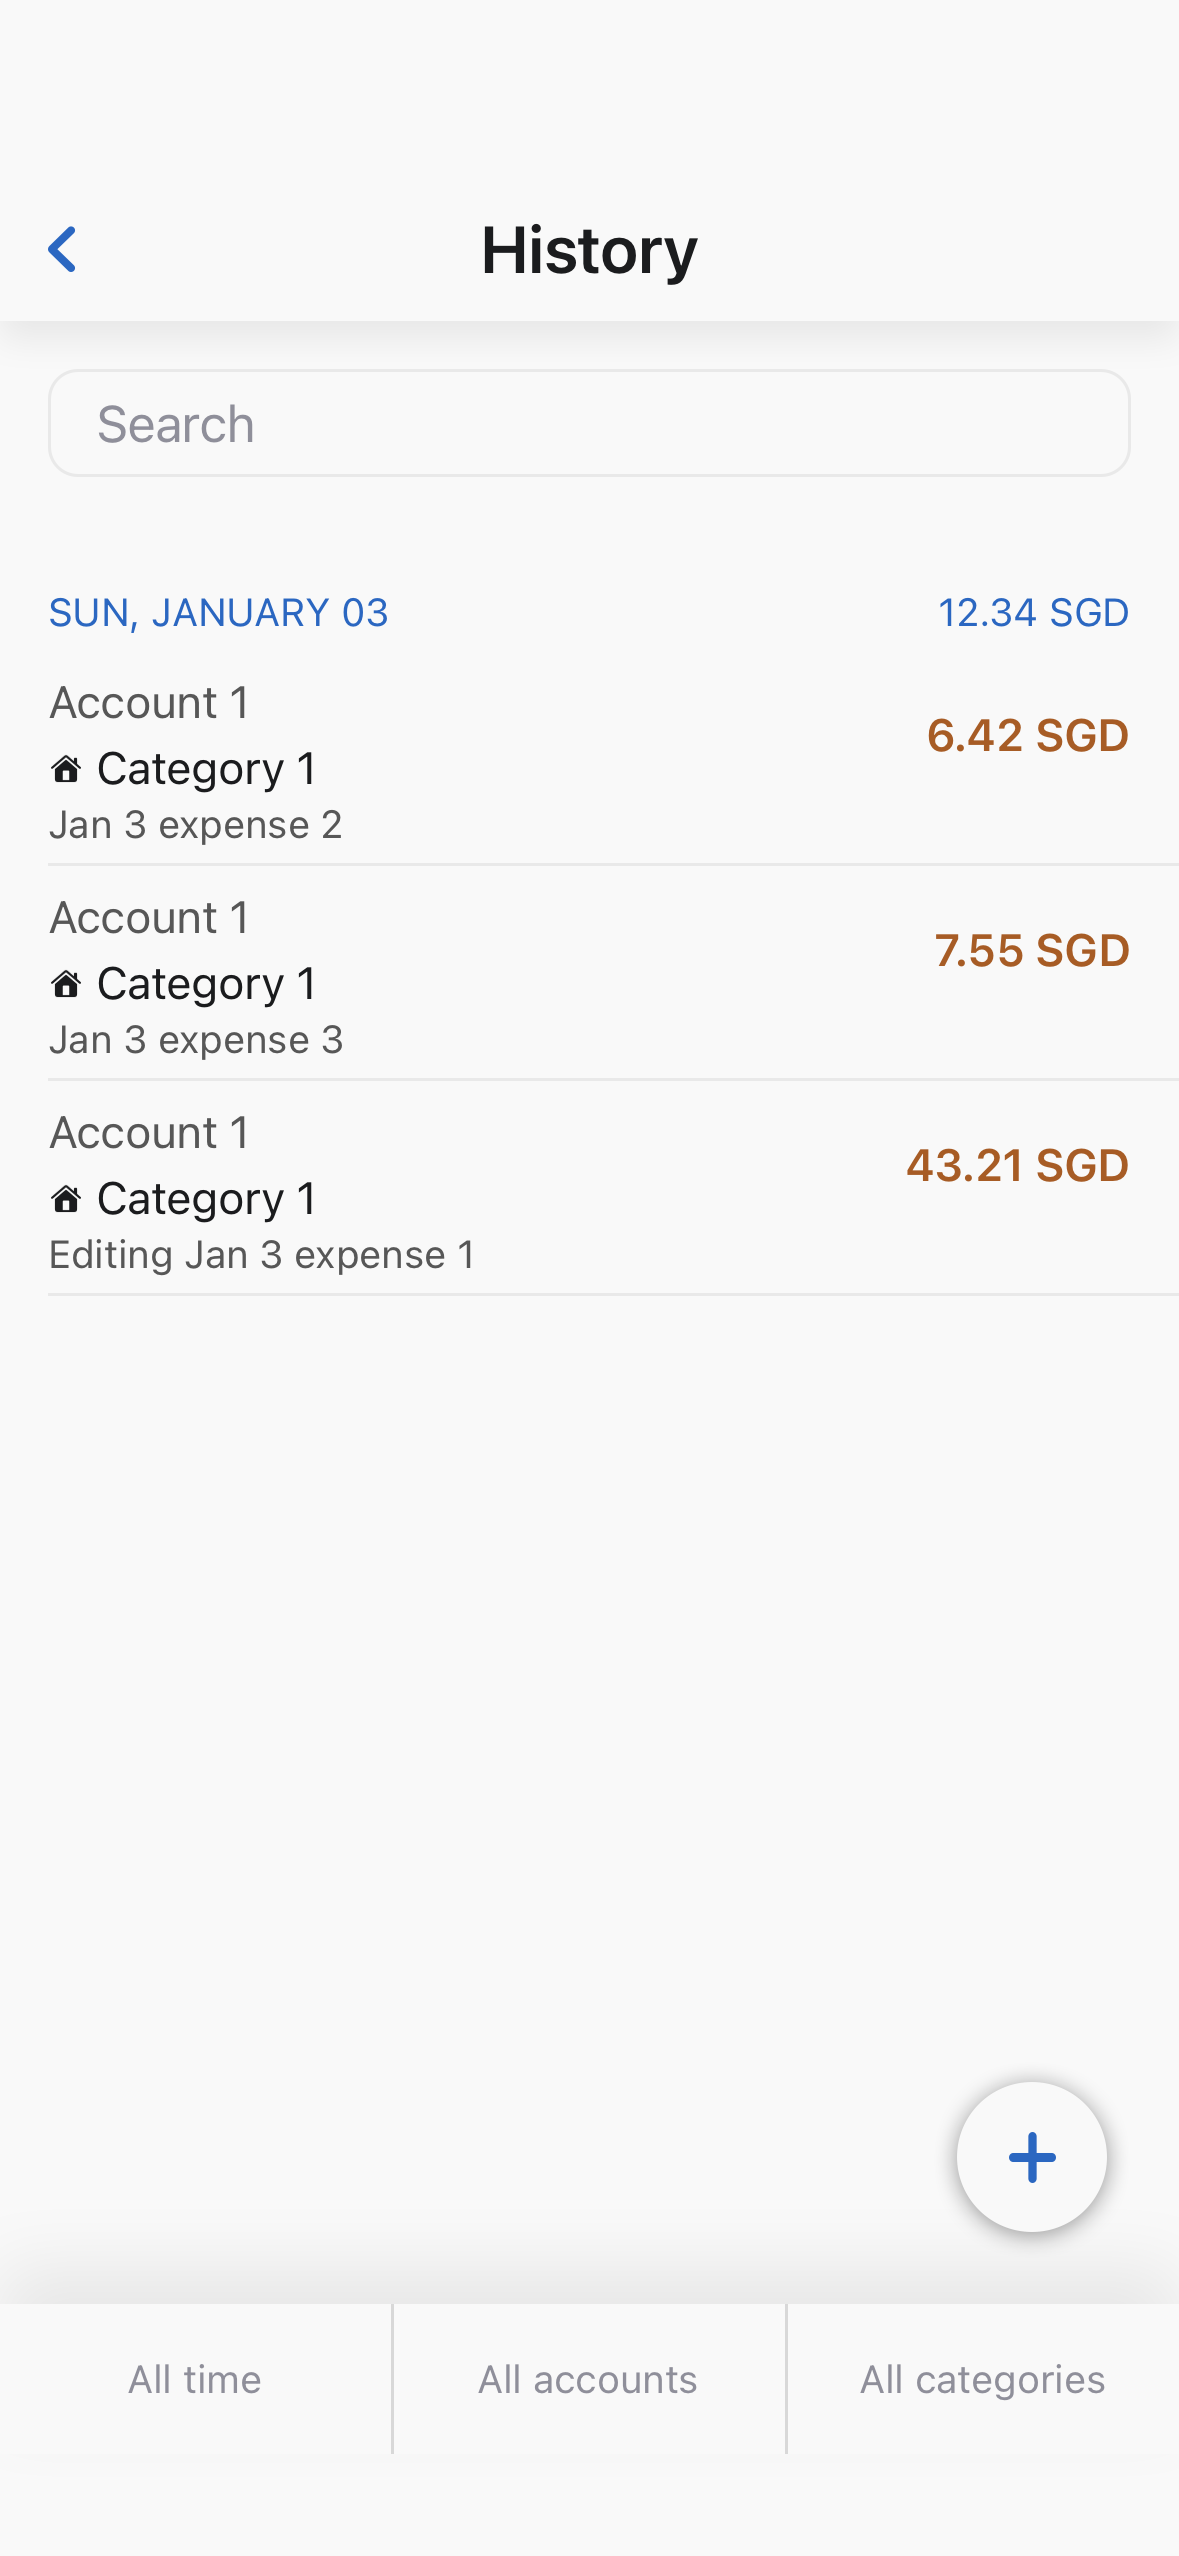 History
Search
SUN, JANUARY 03 12.34 SGD
Account 1
6.42 SGD
Category 1
Jan 3 expense 2
Account 1
7.55 SGD
Category 1
Jan 3 expense 3
Account 1
43.21 SGD
Category 1
Editing Jan 3 expense 1
All time All accounts All categories